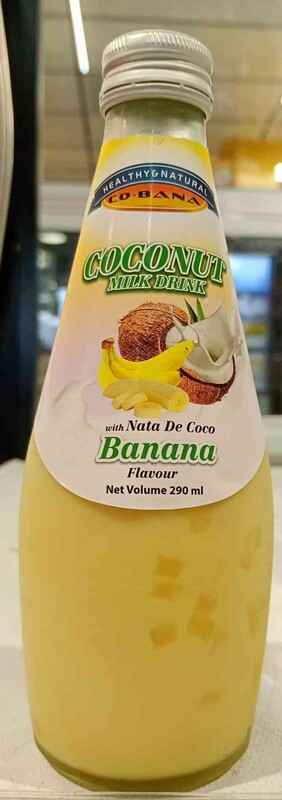 HEALTHY & NATURAL
CO-BANA
COCONUT
MILK DRINK
with Nata De Coco
Banana
Flavour
Net Volume 290 ml